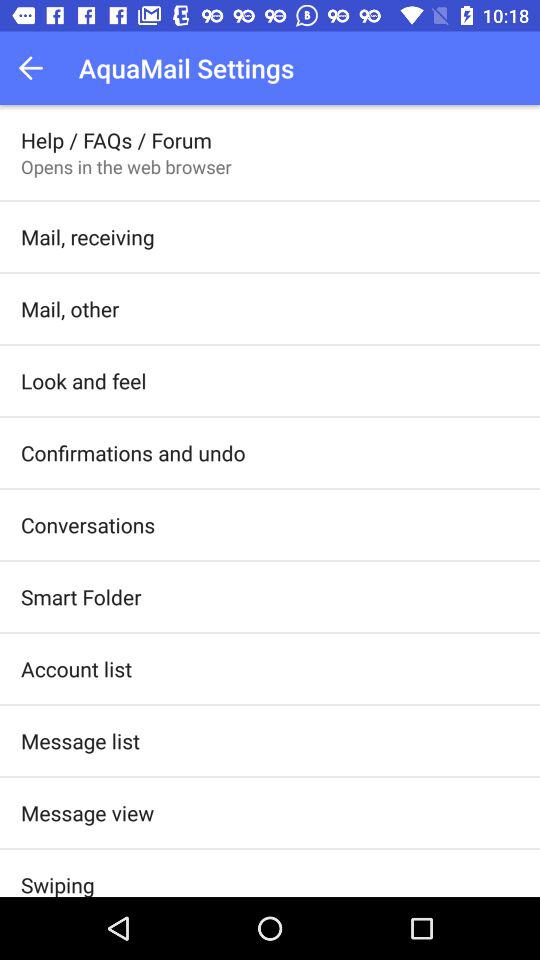 10:18
AquaMail Settings
Help / FAQs / Forum
Opens in the web browser
Mail, receiving
Mail, other
Look and feel
Confirmations and undo
Conversations
Smart Folder
Account list
Message list
Message view
Swiping